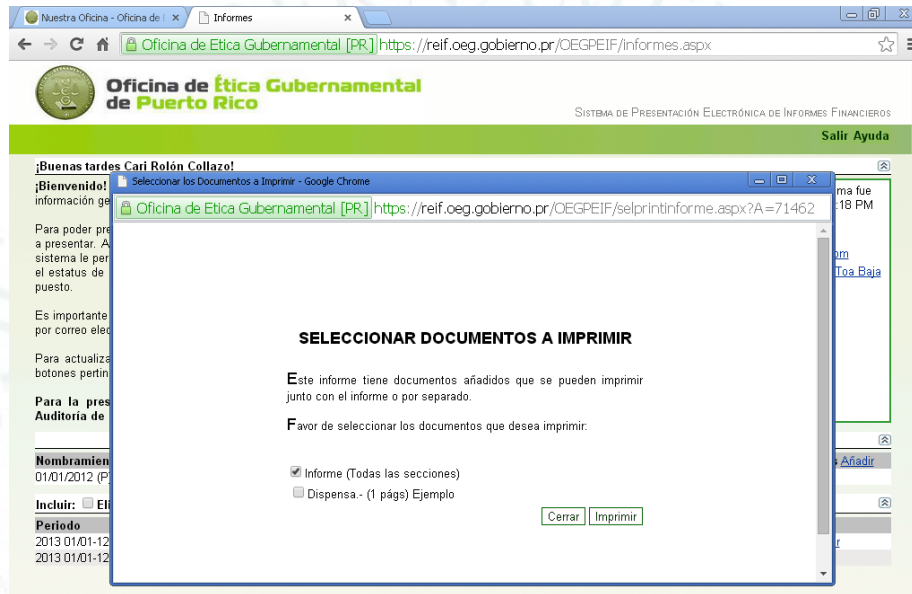 Nuestra Oficina - Oficina de
Informes
Oficina de Etica Gubernamental [PR] https://reif.oeg.gobierno.pr/OEGPEIF/informes.aspx
Oficina de Ética Gubernamental
de Puerto Rico
SISTEMA DE PRESENTACIÓN ELECTRÓNICA DE INFORMES FINANCIEROS
Salir Ayuda
¡Buenas tardes Cari Rolón Collazo!
¡Bienvenido!
información ge
ma fue
:18 PM
Para poder pre
a presentar. A
sistema le per
el estatus de
puesto.
om
Toa Baja
Es importante
por correo elec
Para actualiza
botones pertin
Para la pres
Auditoría de
Nombramien
Añadir
01/01/2012 (P)
Incluir: Eli
Periodo
2013 01/01-12
2013 01/01-12
Seleccionar los Documentos a Imprimir - Google Chrome
Oficina de Etica Gubernamental [PR] https://reif.oeg.gobierno.pr/OEGPEIF/selprintinforme.aspx?A=71462
SELECCIONAR DOCUMENTOS A IMPRIMIR
Este informe tiene documentos añadidos que se pueden imprimir
junto con el informe o por separado.
Favor de seleccionar los documentos que desea imprimir:
Informe (Todas las secciones)
Dispensa.- (1 págs) Ejemplo
Cerrar Imprimir